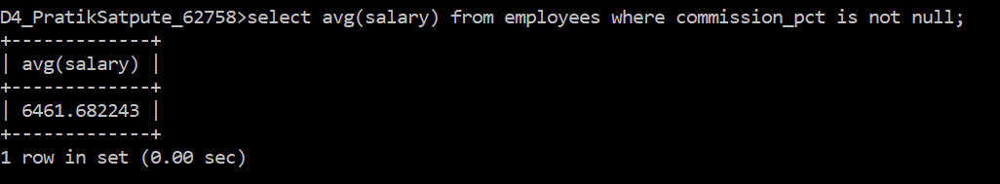 D4_PratikSatpute_62758>select avg(salary) from employees where commission_pct is not null;
+-------------+
| avg(salary) |
+-------------+
| 6461.682243 |
+-------------+
1 row in set (0.00 sec)